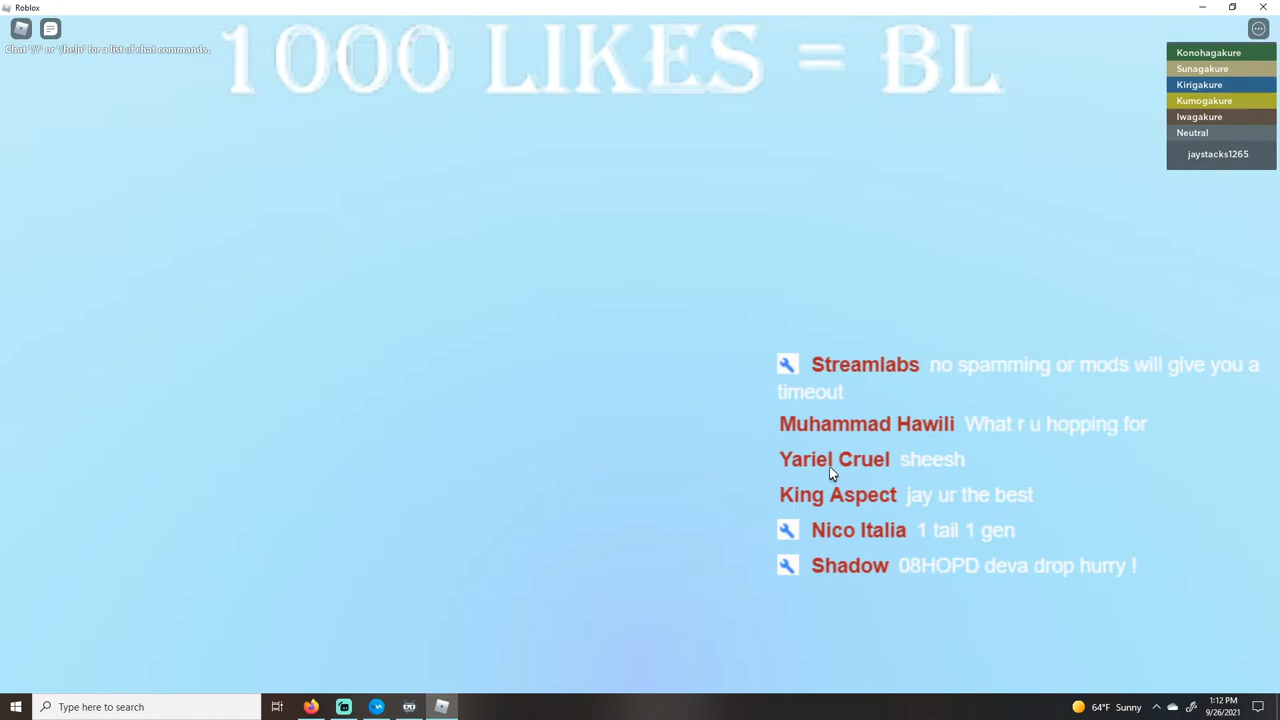 Roblox
Chat '/?' or '/help' for a list of chat commands.
1000 LIKES = BL
Konohagakure
Sunagakure
Kirigakure
Kumogakure
Iwagakure
Neutral
jaystacks1265
Streamlabs no spamming or mods will give you a
timeout
Muhammad Hawili What r u hopping for
Yariel Cruel sheesh
King Aspect jay ur the best
Nico Italia 1 tail 1 gen
Shadow 08HOPD deva drop hurry !
Type here to search
64°F Sunny
1:12 PM
9/26/2021